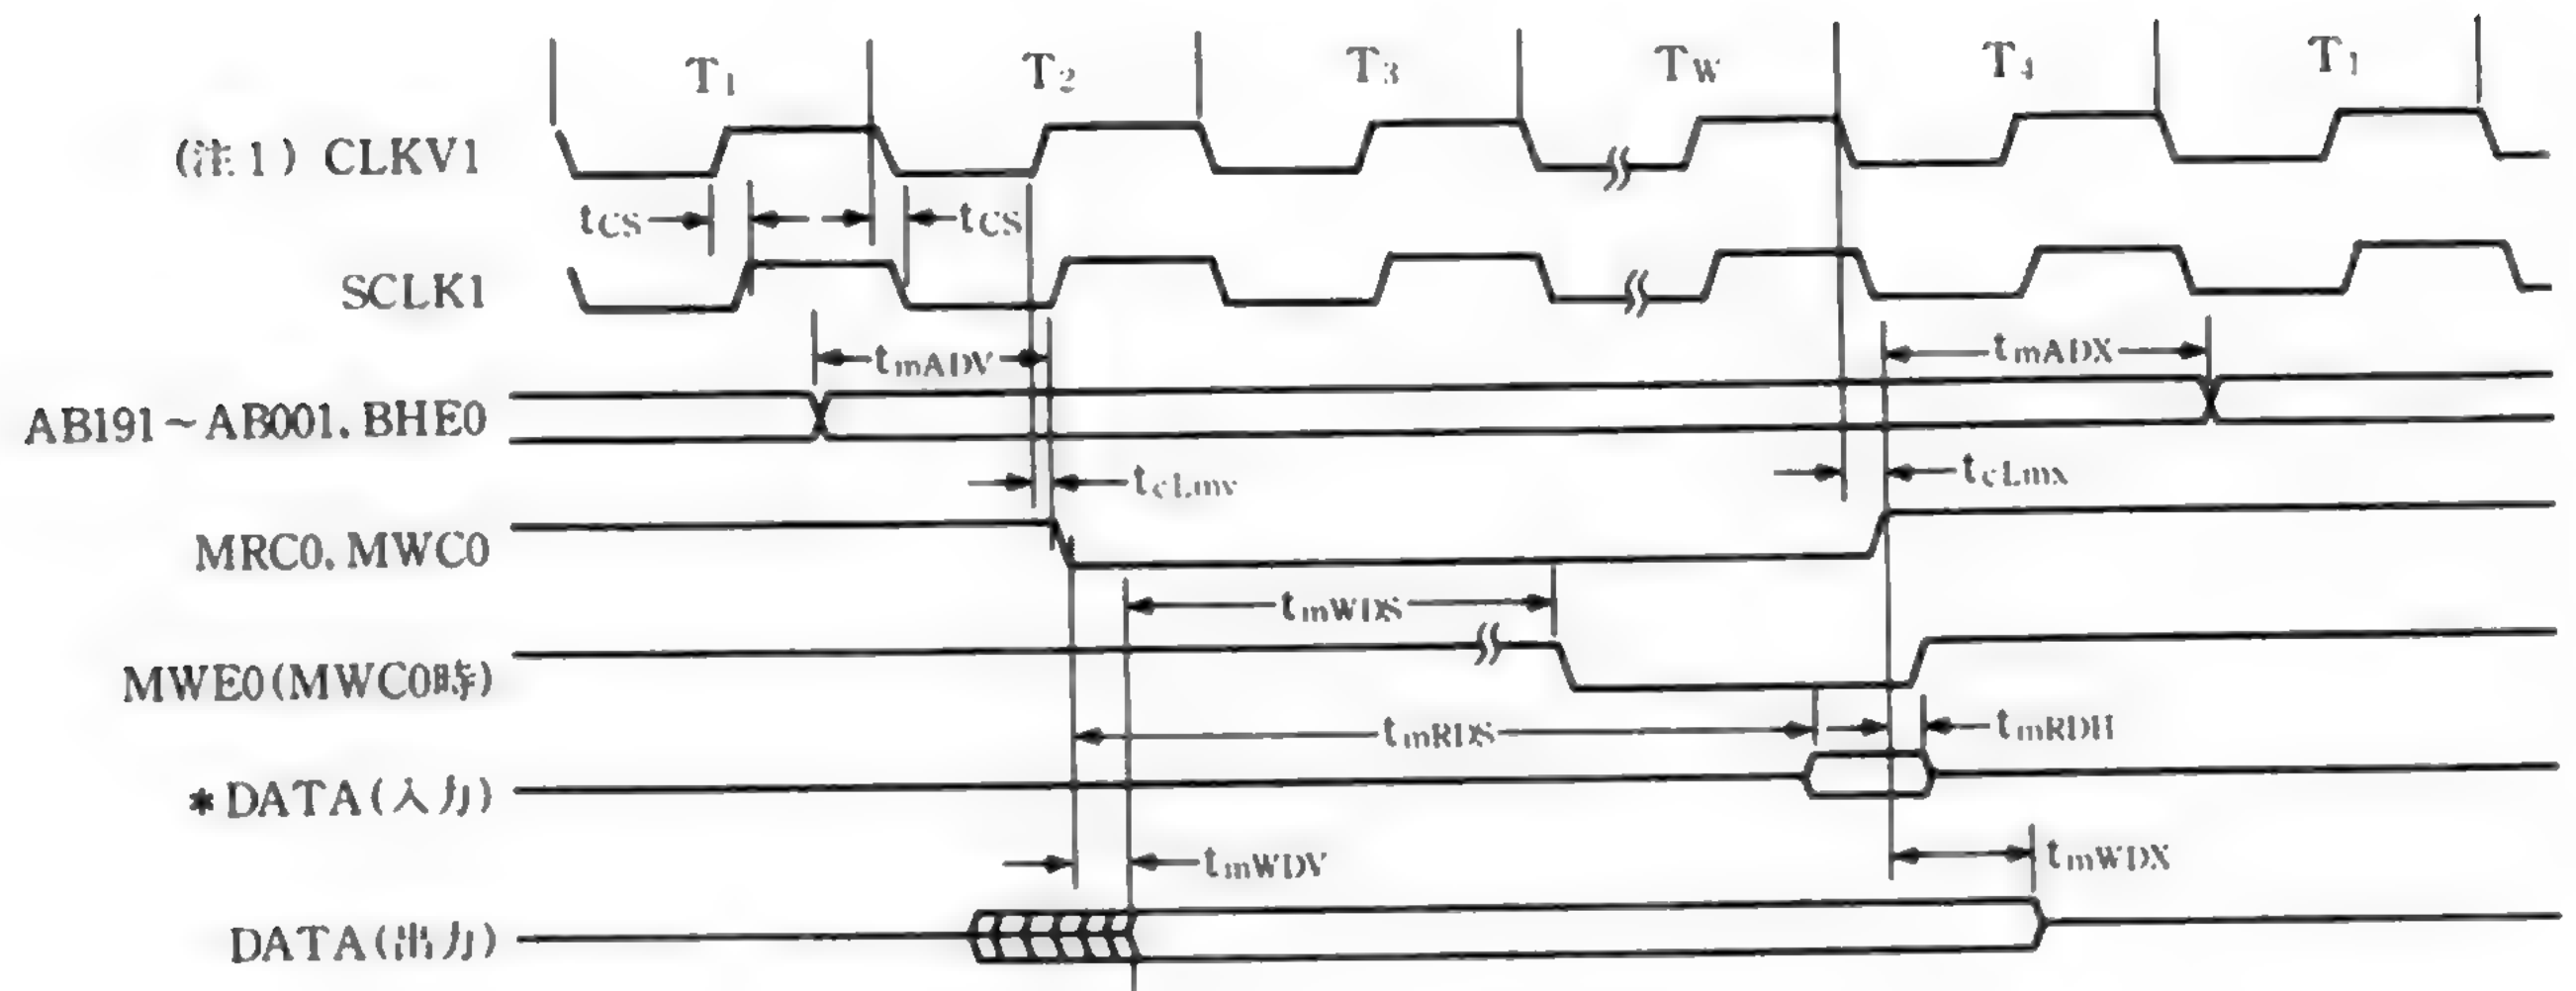 T1 T2 T3 TW T4 T1
(注1) CLKV1
tCS tCS
SCLK1
tmADV tmADX
AB191~AB001.BHE0
tcLmv tcLmx
MRC0.MWC0
tmWDS
MWE0(MWC0時)
tmRDS tmRDH
*DATA(入力)
tmWDV tmWDX
DATA(出力)